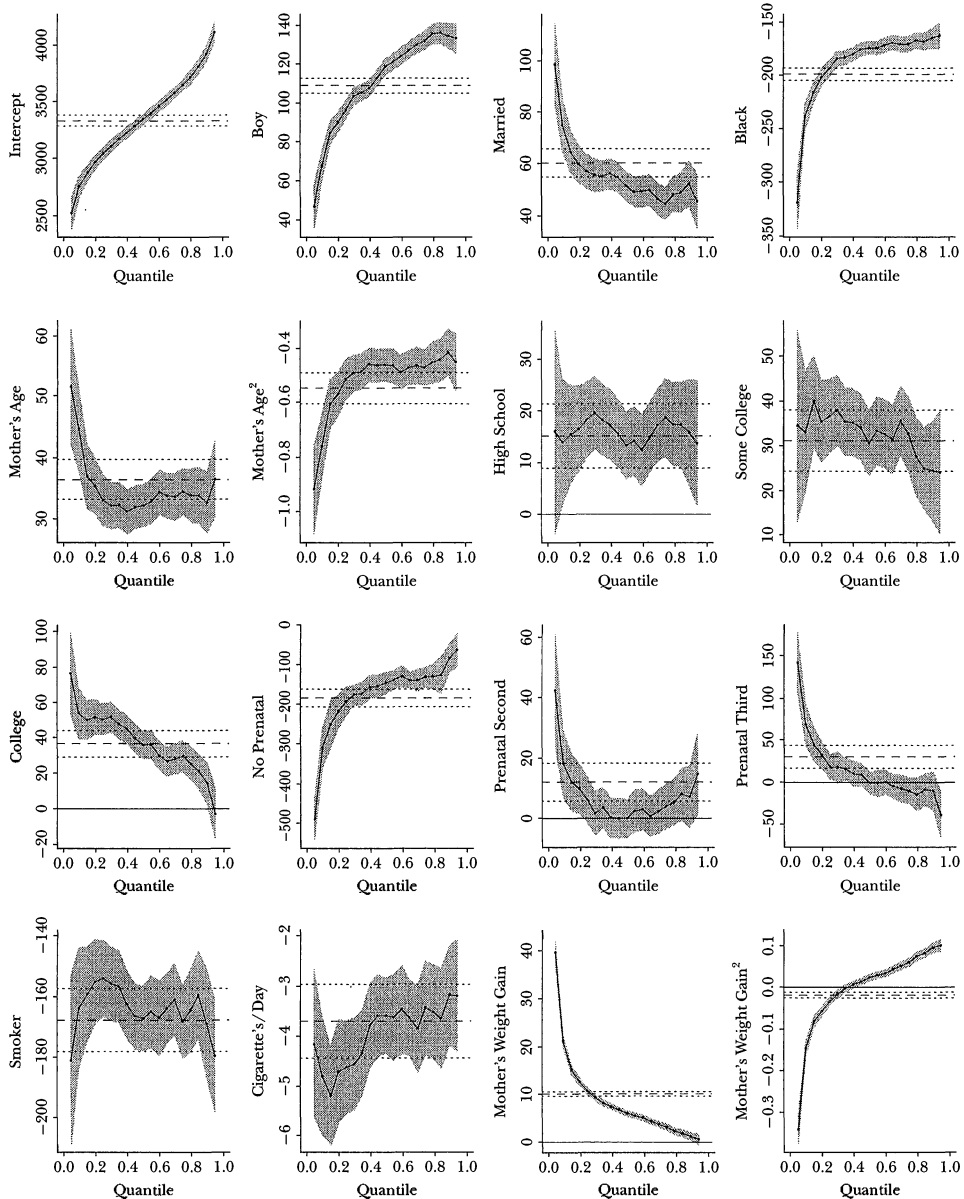 Intercept
2500 3000 3500 4000
0.0 0.2 0.4 0.6 0.8 1.0
Quantile
Boy
40 60 80 100 120 140
0.0 0.2 0.4 0.6 0.8 1.0
Quantile
Married
40 60 80 100
0.0 0.2 0.4 0.6 0.8 1.0
Quantile
Black
−350 −300 −250 −200 −150
0.0 0.2 0.4 0.6 0.8 1.0
Quantile
Mother's Age
30 40 50 60
0.0 0.2 0.4 0.6 0.8 1.0
Quantile
Mother's Age²
−1.0 −0.8 −0.6 −0.4
0.0 0.2 0.4 0.6 0.8 1.0
Quantile
High School
0 10 20 30
0.0 0.2 0.4 0.6 0.8 1.0
Quantile
Some College
10 20 30 40 50
0.0 0.2 0.4 0.6 0.8 1.0
Quantile
College
−20 0 20 40 60 80 100
0.0 0.2 0.4 0.6 0.8 1.0
Quantile
No Prenatal
−500 −400 −300 −200 −100 0
0.0 0.2 0.4 0.6 0.8 1.0
Quantile
Prenatal Second
0 20 40 60
0.0 0.2 0.4 0.6 0.8 1.0
Quantile
Prenatal Third
−50 0 50 100 150
0.0 0.2 0.4 0.6 0.8 1.0
Quantile
Smoker
−200 −180 −160 −140
0.0 0.2 0.4 0.6 0.8 1.0
Quantile
Cigarette's/Day
−6 −5 −4 −3 −2
0.0 0.2 0.4 0.6 0.8 1.0
Quantile
Mother's Weight Gain
0 10 20 30 40
0.0 0.2 0.4 0.6 0.8 1.0
Quantile
Mother's Weight Gain²
−0.3 −0.2 −0.1 0.0 0.1
0.0 0.2 0.4 0.6 0.8 1.0
Quantile